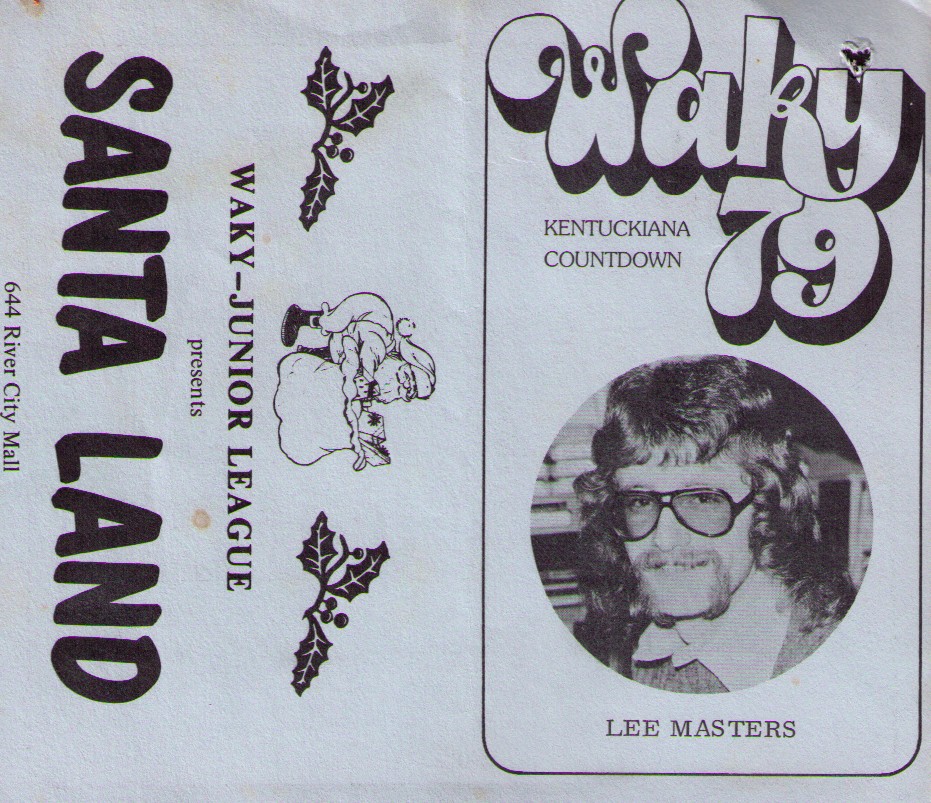 WAKY-JUNIOR LEAGUE
presents
SANTA LAND
644 River City Mall
Waky
79
KENTUCKIANA
COUNTDOWN
LEE MASTERS